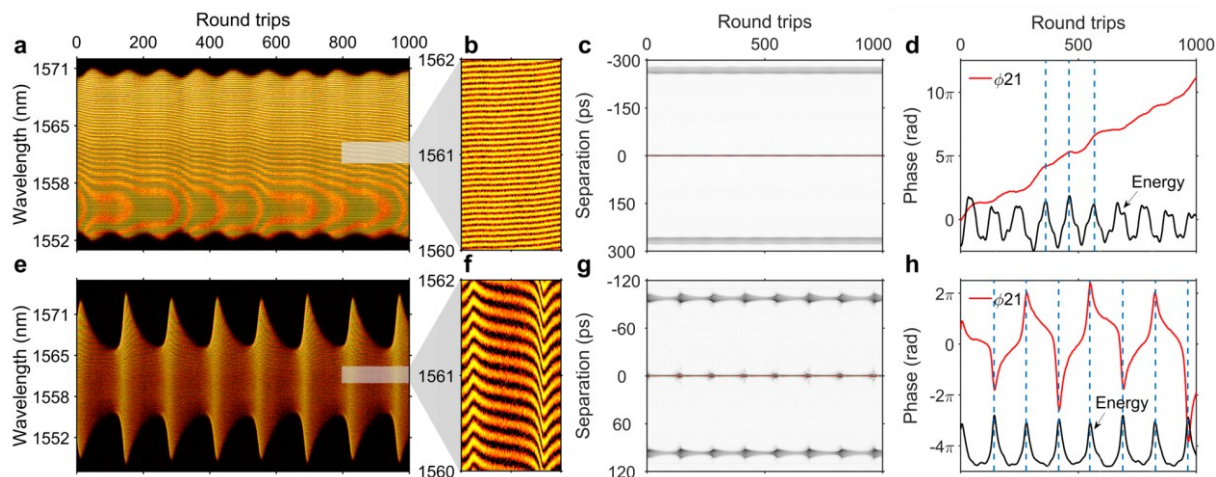 Round trips
Round trips
Round trips
a
0 200 400 600 800 1000
b
c
0 500 1000
d
0 500 1000
Wavelength (nm)
1571
1565
1558
1552
1562
1561
1560
Separation (ps)
-300
-150
0
150
300
Phase (rad)
10π
5π
0
ϕ21
Energy
e
f
g
h
Wavelength (nm)
1571
1565
1558
1552
1562
1561
1560
Separation (ps)
-120
-60
0
60
120
Phase (rad)
2π
0
-2π
-4π
ϕ21
Energy